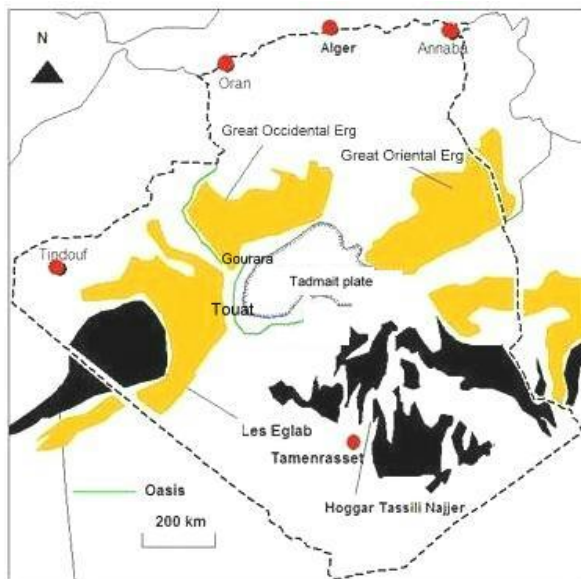 N
Alger
Annaba
Oran
Great Occidental Erg
Great Oriental Erg
Gourara
Tindouf
Tadmait plate
Touat
Les Eglab
Tamenrasset
Oasis
Hoggar Tassili Najjer
200 km